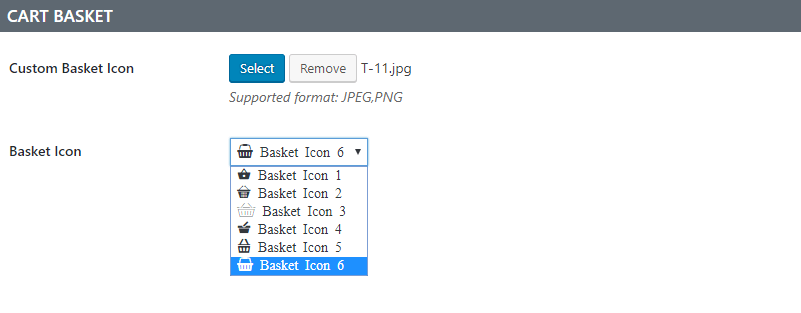 CART BASKET
Custom Basket Icon
Select Remove T-11.jpg
Supported format: JPEG,PNG
Basket Icon
Basket Icon 6
Basket Icon 1
Basket Icon 2
Basket Icon 3
Basket Icon 4
Basket Icon 5
Basket Icon 6